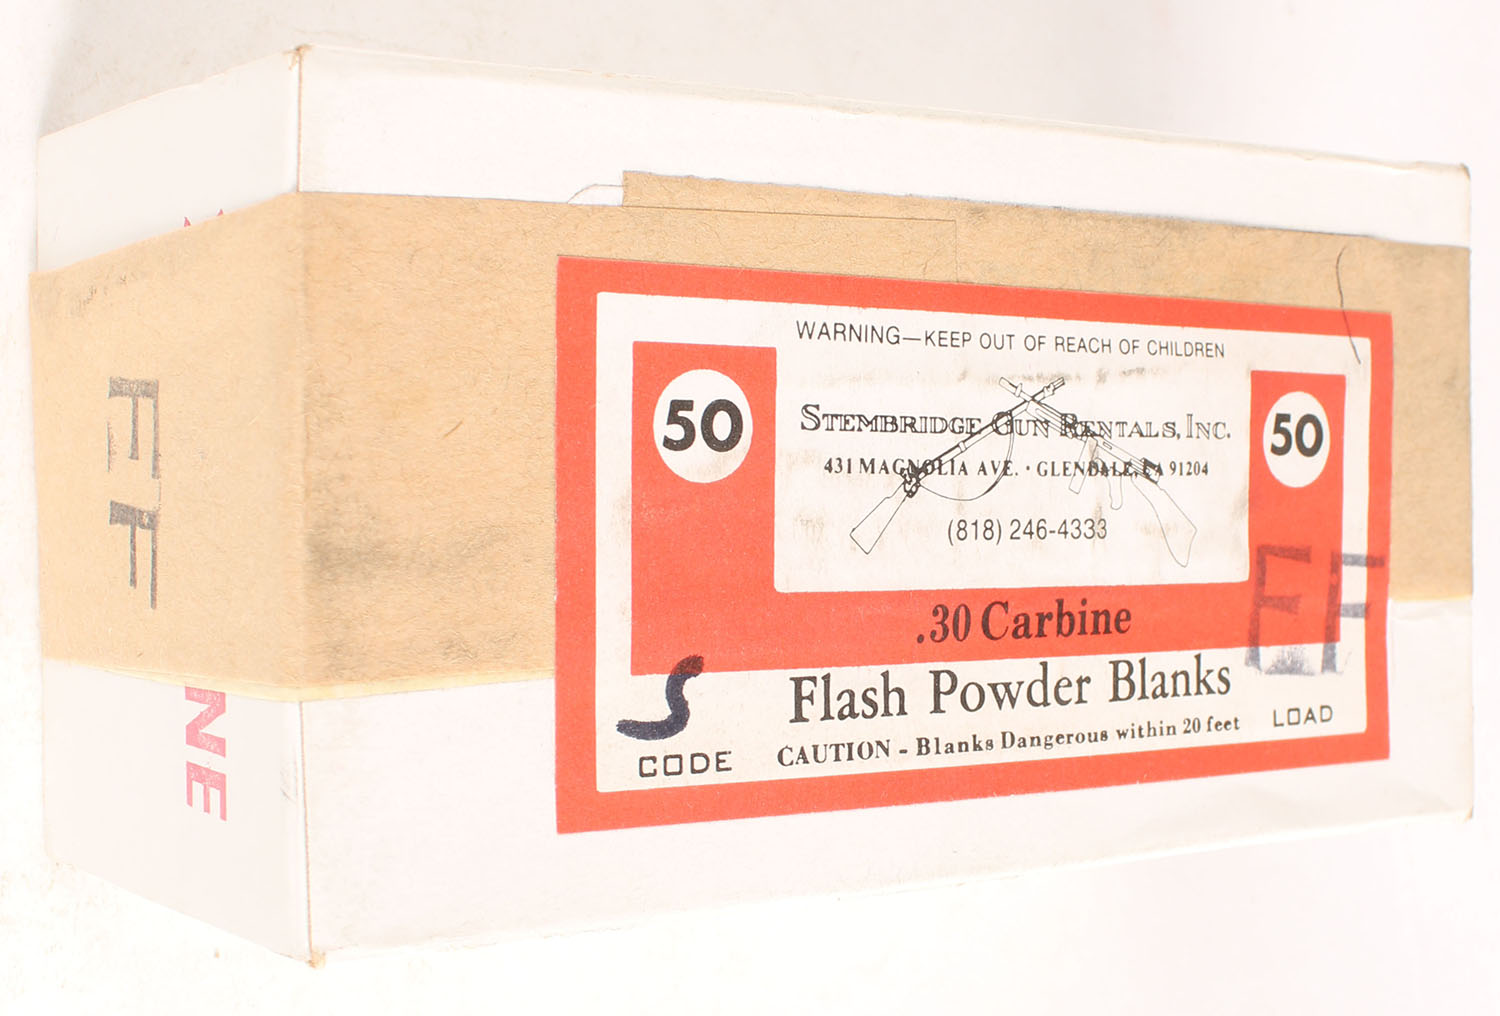 WARNING—KEEP OUT OF REACH OF CHILDREN
50
50
STEMBRIDGE GUN RENTALS, INC.
431 MAGNOLIA AVE. · GLENDALE, CA 91204
(818) 246-4333
.30 Carbine
Flash Powder Blanks
CAUTION - Blanks Dangerous within 20 feet
S
CODE
EF
LOAD
EF
NE